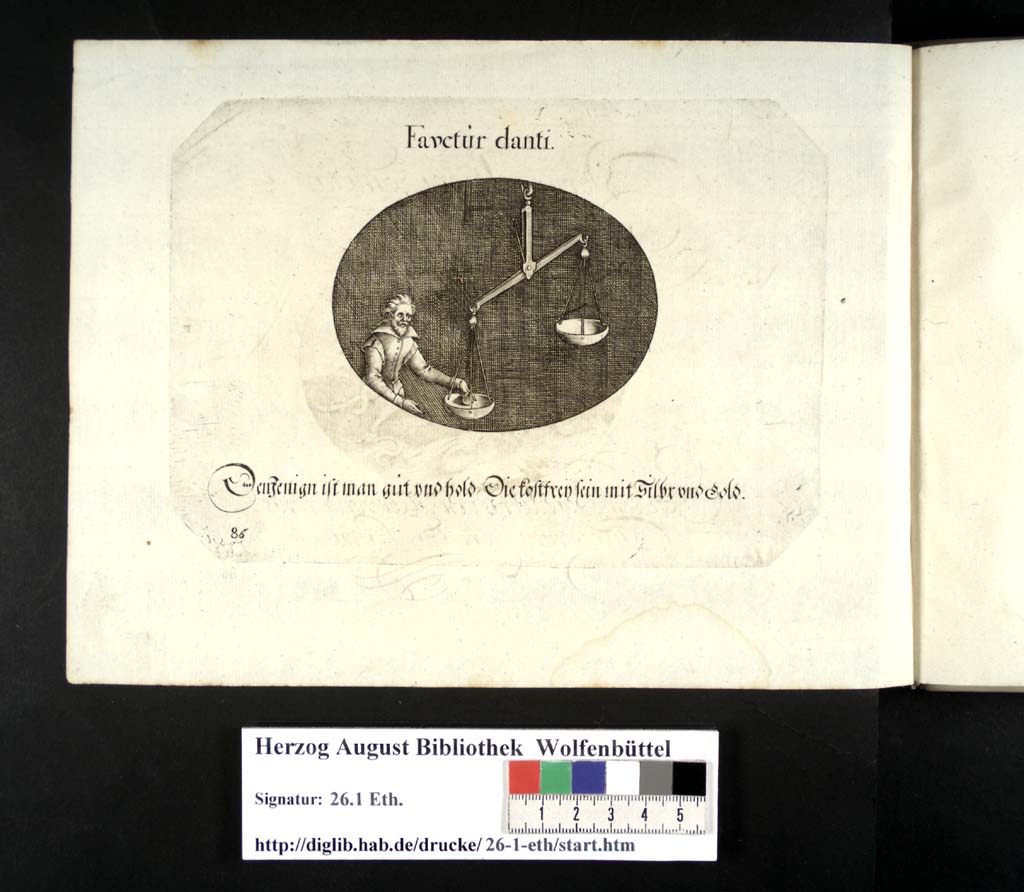 Favetur danti.
Denjenign ist man gut vnd hold Die kostfrey sein mit Silbr vnd Gold.
86
Herzog August Bibliothek Wolfenbüttel
Signatur: 26.1 Eth.
1 2 3 4 5
http://diglib.hab.de/drucke/ 26-1-eth/start.htm